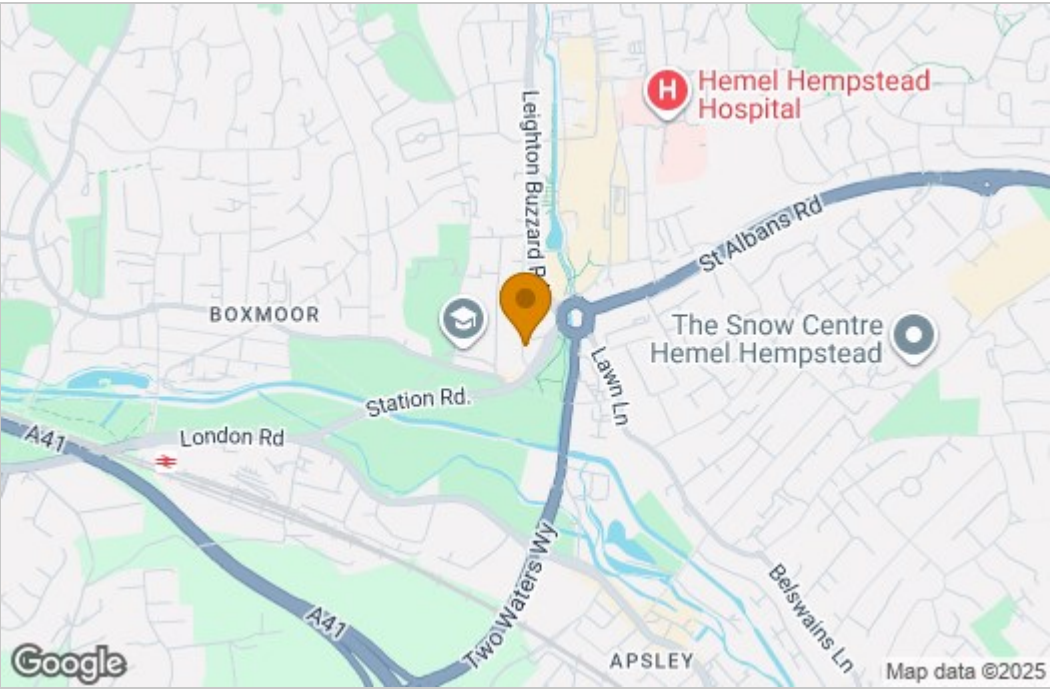 H
Hemel Hempstead
Hospital
Leighton Buzzard R
St Albans Rd
BOXMOOR
The Snow Centre
Hemel Hempstead
Lawn Ln
Station Rd.
London Rd
A41
Two Waters Wy
Belswains Ln
A41
APSLEY
Google
Map data ©2025